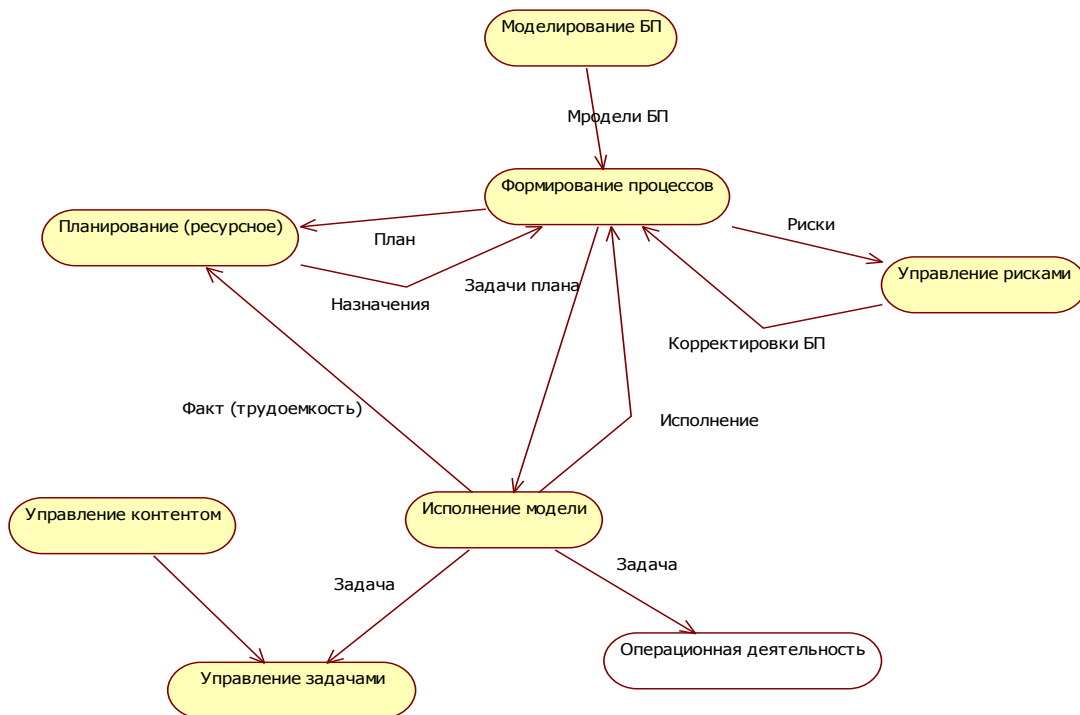 Моделирование БП
Мродели БП
Формирование процессов
Планирование (ресурсное)
План
Риски
Управление рисками
Назначения
Задачи плана
Корректировки БП
Факт (трудоемкость)
Исполнение
Управление контентом
Исполнение модели
Задача
Задача
Операционная деятельность
Управление задачами